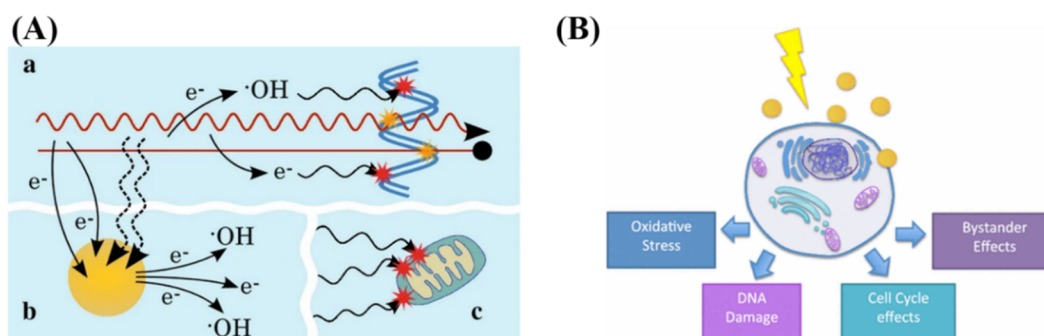 (A)
a
e-
·OH
e-
e-
e-
e-
·OH
e-
e-
e-
·OH
b
c
(B)
Oxidative
Stress
Bystander
Effects
DNA
Damage
Cell Cycle
effects